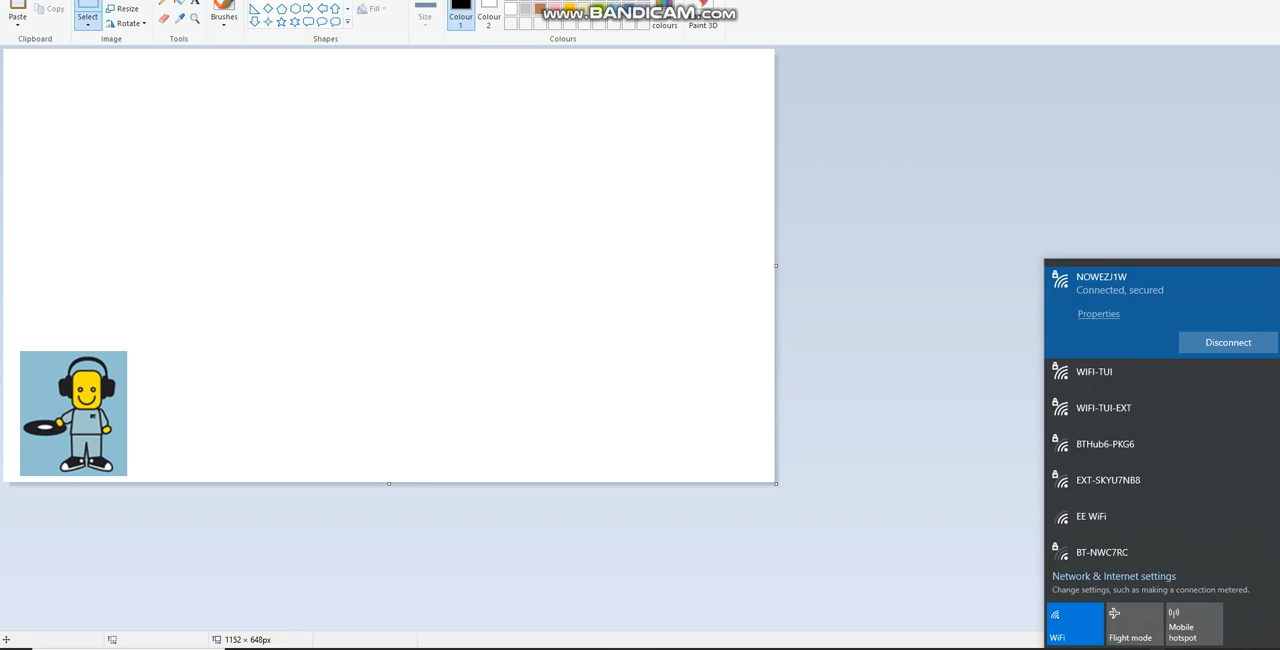 www.BANDICAM.com
Paste
Copy
Select
Resize
Rotate
Brushes
Fill
Size
Colour
1
Colour
2
colours
Paint 3D
Clipboard
Image
Tools
Shapes
Colours
NOWEZJ1W
Connected, secured
Properties
Disconnect
WIFI-TUI
WIFI-TUI-EXT
BTHub6-PKG6
EXT-SKYU7NB8
EE WiFi
BT-NWC7RC
Network & Internet settings
Change settings, such as making a connection metered.
WiFi
Flight mode
Mobile
hotspot
1152 × 648px